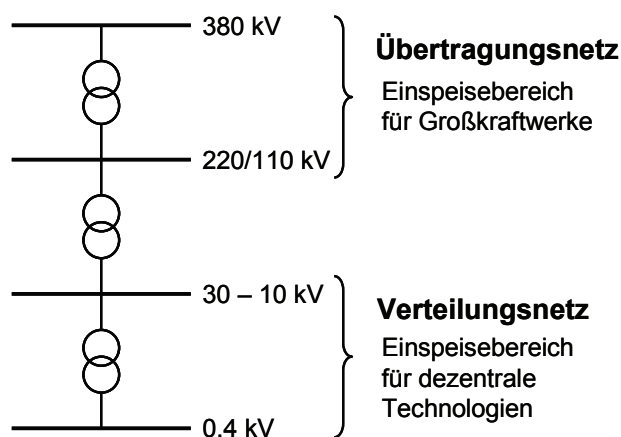 380 kV
Übertragungsnetz
Einspeisebereich
für Großkraftwerke
220/110 kV
30 – 10 kV
Verteilungsnetz
Einspeisebereich
für dezentrale
Technologien
0,4 kV